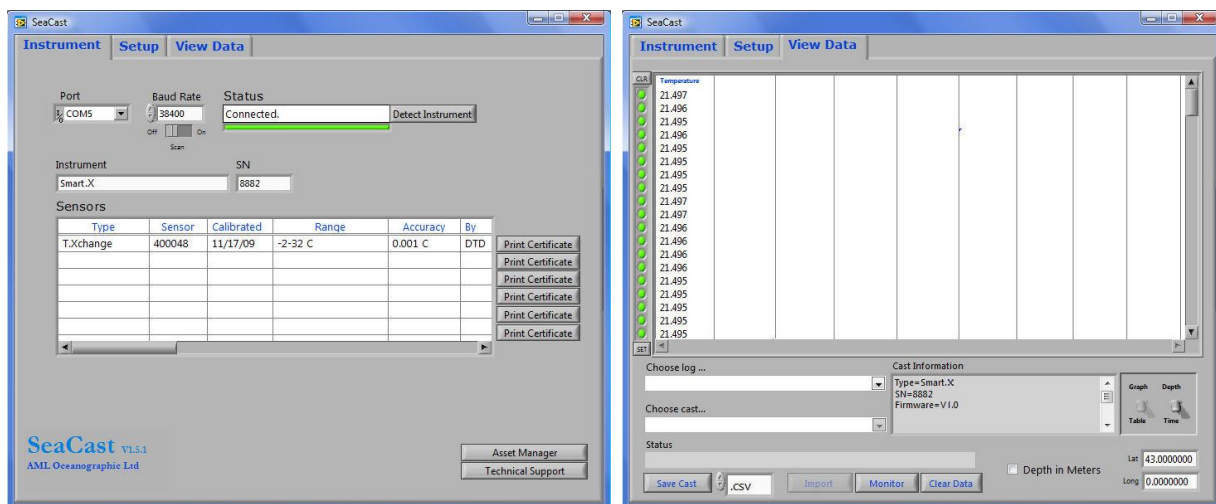 SeaCast
Instrument Setup View Data
Port Baud Rate Status
COM5 38400 Connected. Detect Instrument
Off On
Scan
Instrument SN
Smart.X 8882
Sensors
Type Sensor Calibrated Range Accuracy By
T.Xchange 400048 11/17/09 -2-32 C 0.001 C DTD Print Certificate
Print Certificate
Print Certificate
Print Certificate
Print Certificate
Print Certificate
SeaCast V1.5.1
AML Oceanographic Ltd
Asset Manager
Technical Support
SeaCast
Instrument Setup View Data
CLR Temperature
21.497
21.496
21.495
21.496
21.495
21.495
21.495
21.495
21.497
21.497
21.496
21.496
21.496
21.496
21.495
21.495
21.495
21.495
21.495
SET
Choose log ... Cast Information
Type=Smart.X
SN=8882
Firmware=V1.0
Graph Depth
Table Time
Choose cast...
Status
Depth in Meters
Lat 43.0000000
Long 0.0000000
Save Cast .CSV Import Monitor Clear Data